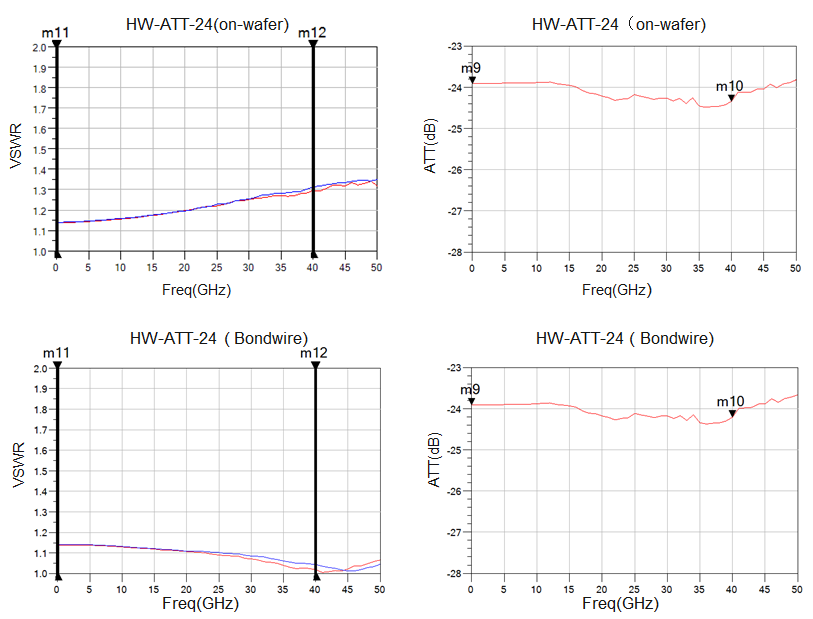 HW-ATT-24(on-wafer)
m11
m12
2.0
1.9
1.8
1.7
1.6
1.5
1.4
1.3
1.2
1.1
1.0
VSWR
0 5 10 15 20 25 30 35 40 45 50
Freq(GHz)
HW-ATT-24（on-wafer)
-23
-24
-25
-26
-27
-28
m9
m10
ATT(dB)
0 5 10 15 20 25 30 35 40 45 50
Freq(GHz)
HW-ATT-24 ( Bondwire)
m11
m12
2.0
1.9
1.8
1.7
1.6
1.5
1.4
1.3
1.2
1.1
1.0
VSWR
0 5 10 15 20 25 30 35 40 45 50
Freq(GHz)
HW-ATT-24 ( Bondwire)
-23
-24
-25
-26
-27
-28
m9
m10
ATT(dB)
0 5 10 15 20 25 30 35 40 45 50
Freq(GHz)